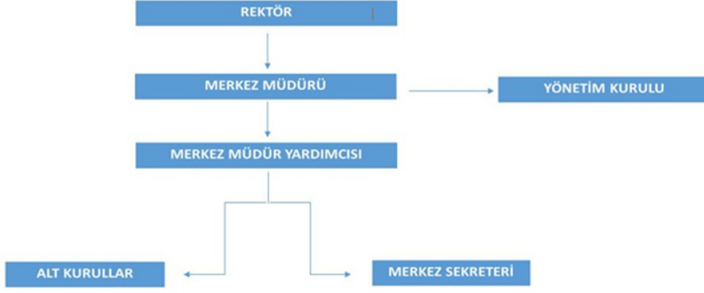 REKTÖR
MERKEZ MÜDÜRÜ
YÖNETİM KURULU
MERKEZ MÜDÜR YARDIMCISI
ALT KURULLAR
MERKEZ SEKRETERİ